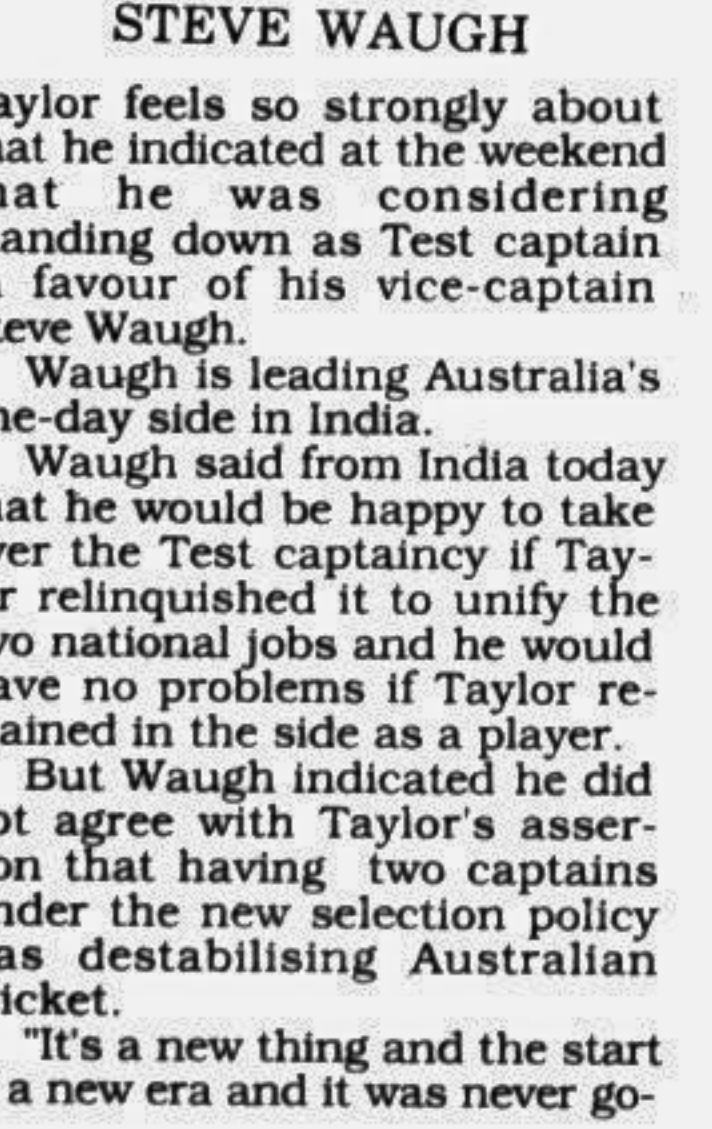 STEVE WAUGH
aylor feels so strongly about
at he indicated at the weekend
hat he was considering
anding down as Test captain
favour of his vice-captain
teve Waugh.
Waugh is leading Australia's
ne-day side in India.
Waugh said from India today
hat he would be happy to take
ver the Test captaincy if Tay-
r relinquished it to unify the
vo national jobs and he would
ave no problems if Taylor re-
ained in the side as a player.
But Waugh indicated he did
ot agree with Taylor's asser-
on that having two captains
nder the new selection policy
as destabilising Australian
icket.
"It's a new thing and the start
a new era and it was never go-